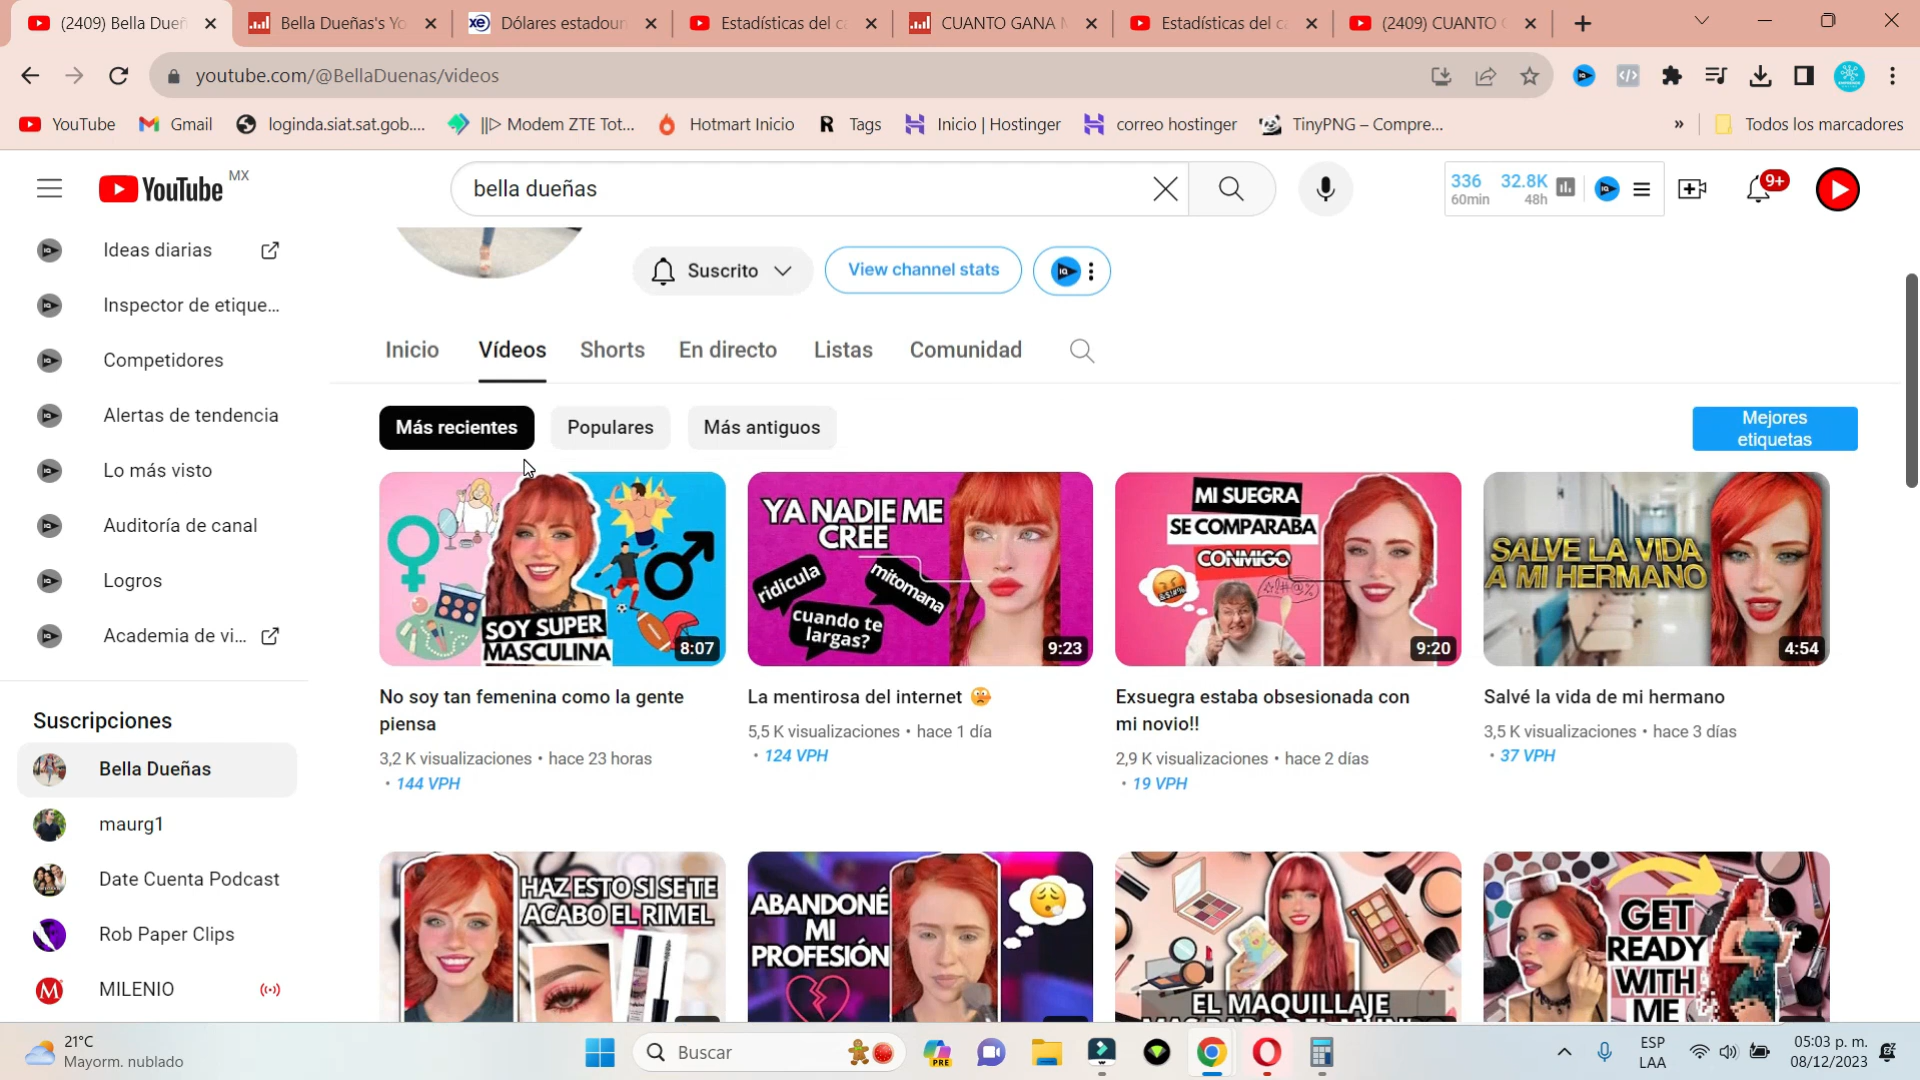 (2409) Bella Dueñ
Bella Dueñas's Yo
Dólares estadoun
Estadísticas del c
CUANTO GANA
Estadísticas del c
(2409) CUANTO
youtube.com/@BellaDuenas/videos
YouTube
Gmail
loginda.siat.sat.gob....
||▷ Modem ZTE Tot...
Hotmart Inicio
Tags
Inicio | Hostinger
correo hostinger
TinyPNG – Compre...
»
Todos los marcadores
YouTube MX
bella dueñas
336 32.8K
60min 48h
9+
Ideas diarias
Inspector de etique...
Competidores
Alertas de tendencia
Lo más visto
Auditoría de canal
Logros
Academia de vi...
Suscripciones
Bella Dueñas
maurg1
Date Cuenta Podcast
Rob Paper Clips
MILENIO
Suscrito
View channel stats
Inicio
Vídeos
Shorts
En directo
Listas
Comunidad
Más recientes
Populares
Más antiguos
Mejores
etiquetas
SOY SUPER
MASCULINA
8:07
No soy tan femenina como la gente
piensa
3,2 K visualizaciones • hace 23 horas
• 144 VPH
YA NADIE ME
CREE
ridicula
mitomana
cuando te
largas?
9:23
La mentirosa del internet
5,5 K visualizaciones • hace 1 día
• 124 VPH
MI SUEGRA
SE COMPARABA
CONMIGO
9:20
Exsuegra estaba obsesionada con
mi novio!!
2,9 K visualizaciones • hace 2 días
• 19 VPH
SALVE LA VIDA
A MI HERMANO
4:54
Salvé la vida de mi hermano
3,5 K visualizaciones • hace 3 días
• 37 VPH
HAZ ESTO SI SE TE
ACABO EL RIMEL
ABANDONÉ
MI
PROFESIÓN
EL MAQUILLAJE
GET
READY
WITH
ME
21°C
Mayorm. nublado
Buscar
PRE
ESP
LAA
05:03 p. m.
08/12/2023